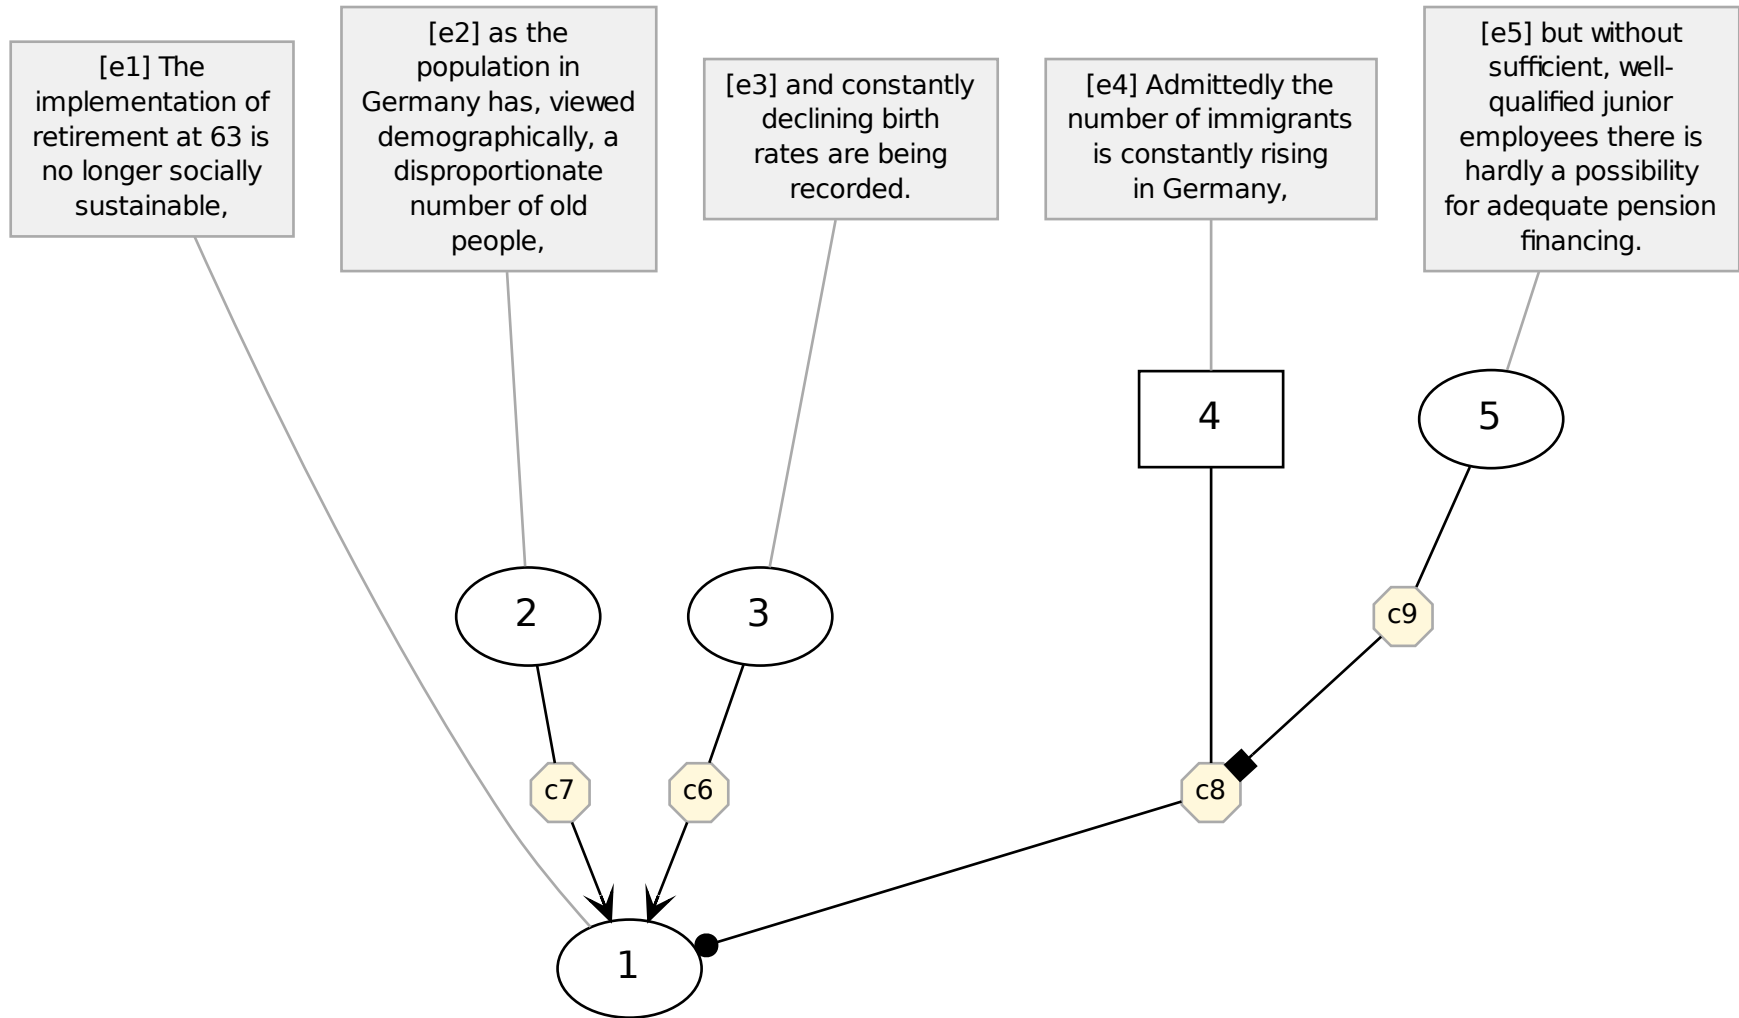 [e1] The
implementation of
retirement at 63 is
no longer socially
sustainable,
[e2] as the
population in
Germany has, viewed
demographically, a
disproportionate
number of old
people,
[e3] and constantly
declining birth
rates are being
recorded.
[e4] Admittedly the
number of immigrants
is constantly rising
in Germany,
[e5] but without
sufficient, well-
qualified junior
employees there is
hardly a possibility
for adequate pension
financing.
4
5
2
3
c9
c7
c6
c8
1